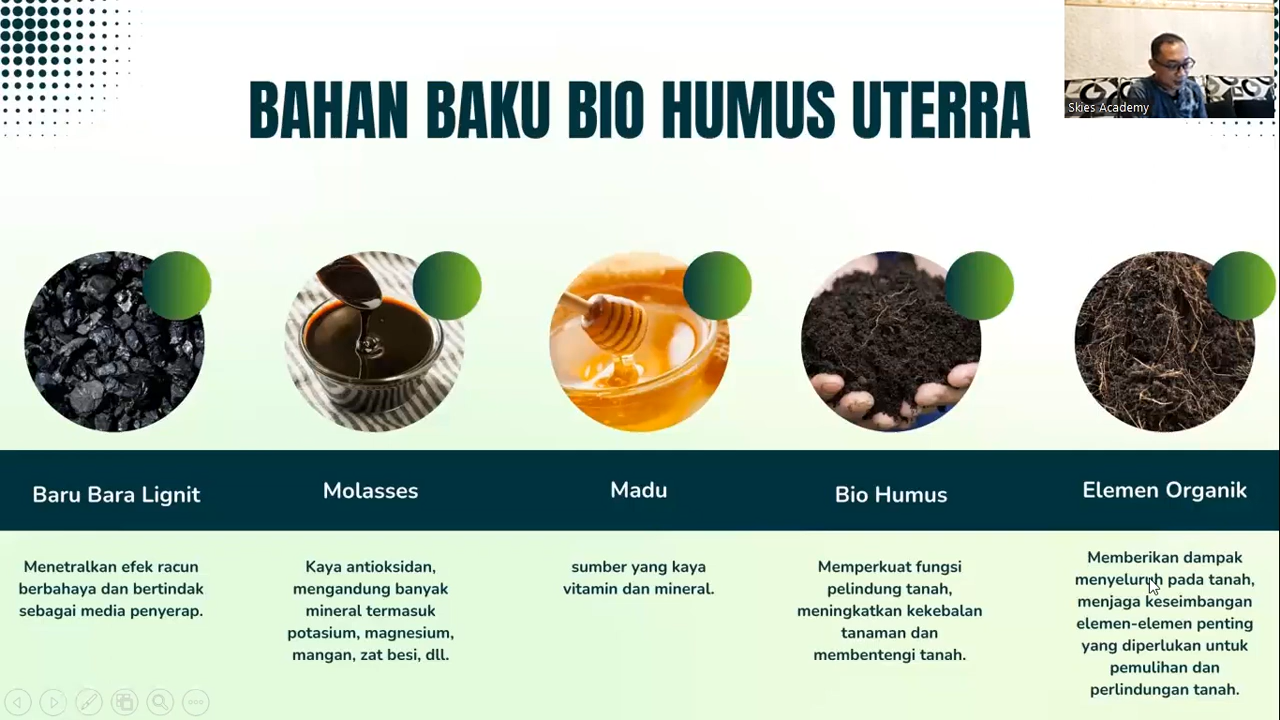 BAHAN BAKU BIO HUMUS UTERRA
Skies Academy
Baru Bara Lignit
Menetralkan efek racun
berbahaya dan bertindak
sebagai media penyerap.
Molasses
Kaya antioksidan,
mengandung banyak
mineral termasuk
potasium, magnesium,
mangan, zat besi, dll.
Madu
sumber yang kaya
vitamin dan mineral.
Bio Humus
Memperkuat fungsi
pelindung tanah,
meningkatkan kekebalan
tanaman dan
membentengi tanah.
Elemen Organik
Memberikan dampak
menyeluruh pada tanah,
menjaga keseimbangan
elemen-elemen penting
yang diperlukan untuk
pemulihan dan
perlindungan tanah.